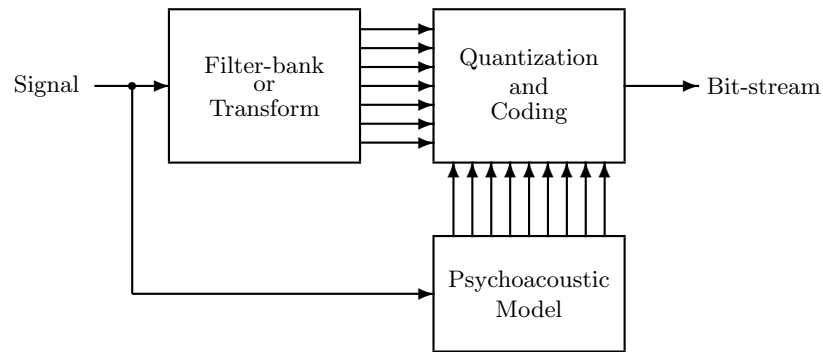 Signal
Filter-bank
or
Transform
Quantization
and
Coding
Bit-stream
Psychoacoustic
Model